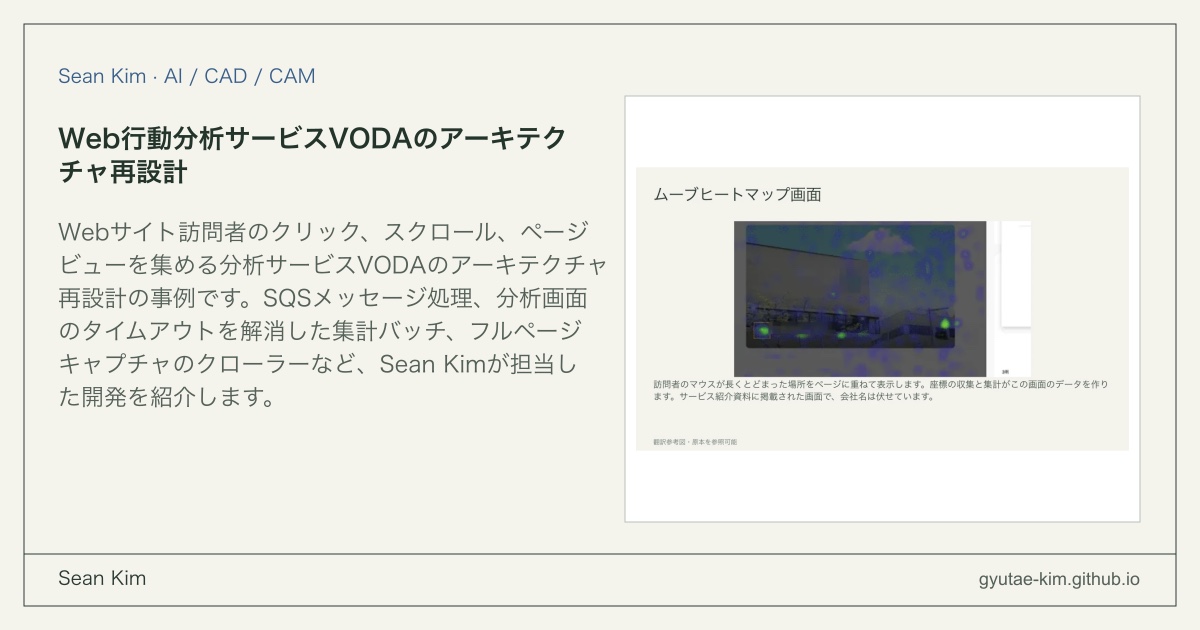 Sean Kim · AI / CAD / CAM
Web行動分析サービスVODAのアーキテク
チャ再設計
Webサイト訪問者のクリック、スクロール、ページ
ビューを集める分析サービスVODAのアーキテクチャ
再設計の事例です。SQSメッセージ処理、分析画面
のタイムアウトを解消した集計バッチ、フルページ
キャプチャのクローラーなど、Sean Kimが担当し
た開発を紹介します。
ムーブヒートマップ画面
訪問者のマウスが長くとどまった場所をページに重ねて表示します。座標の収集と集計がこの画面のデータを作り
ます。サービス紹介資料に掲載された画面で、会社名は伏せています。
翻訳参考図・原本を参照可能
Sean Kim
gyutae-kim.github.io